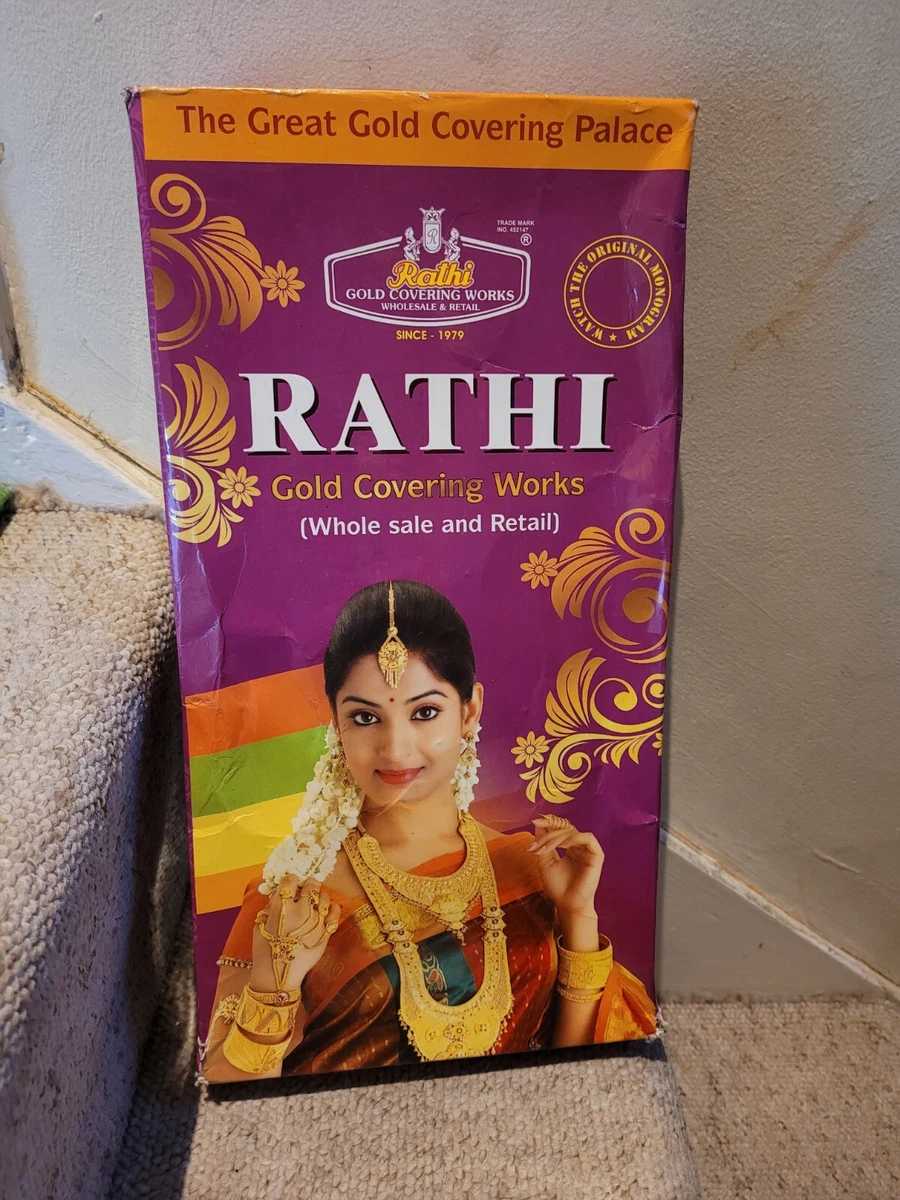 The Great Gold Covering Palace
TRADE MARK
NO. 452147
®
R
Rathi
GOLD COVERING WORKS
WHOLESALE & RETAIL
SINCE - 1979
WATCH THE ORIGINAL MONOGRAM ★
RATHI
Gold Covering Works
(Whole sale and Retail)